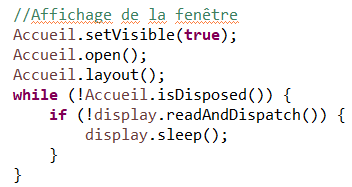 //Affichage de la fenêtre
Accueil.setVisible(true);
Accueil.open();
Accueil.layout();
while (!Accueil.isDisposed()) {
    if (!display.readAndDispatch()) {
        display.sleep();
    }
}